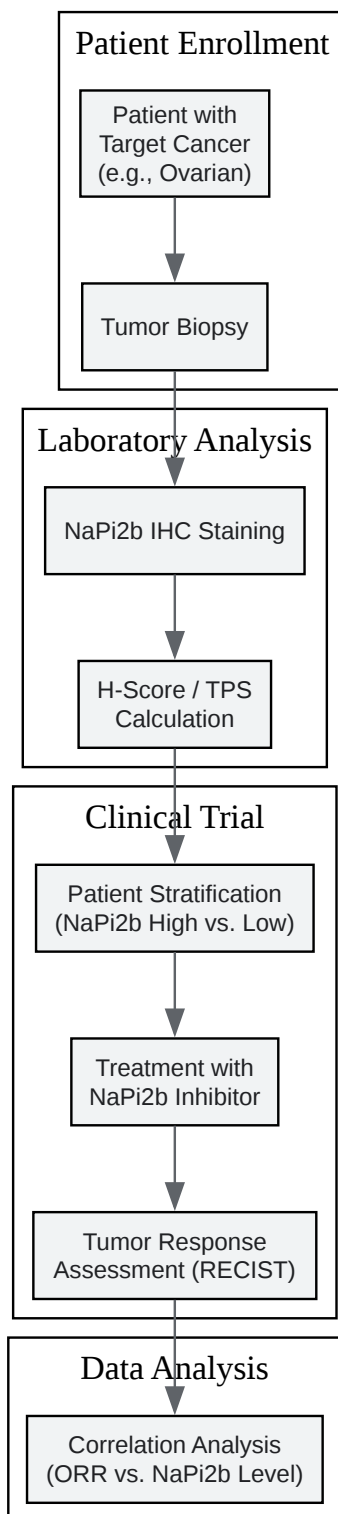 Patient Enrollment
Patient with
Target Cancer
(e.g., Ovarian)
Tumor Biopsy
Laboratory Analysis
NaPi2b IHC Staining
H-Score / TPS
Calculation
Clinical Trial
Patient Stratification
(NaPi2b High vs. Low)
Treatment with
NaPi2b Inhibitor
Tumor Response
Assessment (RECIST)
Data Analysis
Correlation Analysis
(ORR vs. NaPi2b Level)